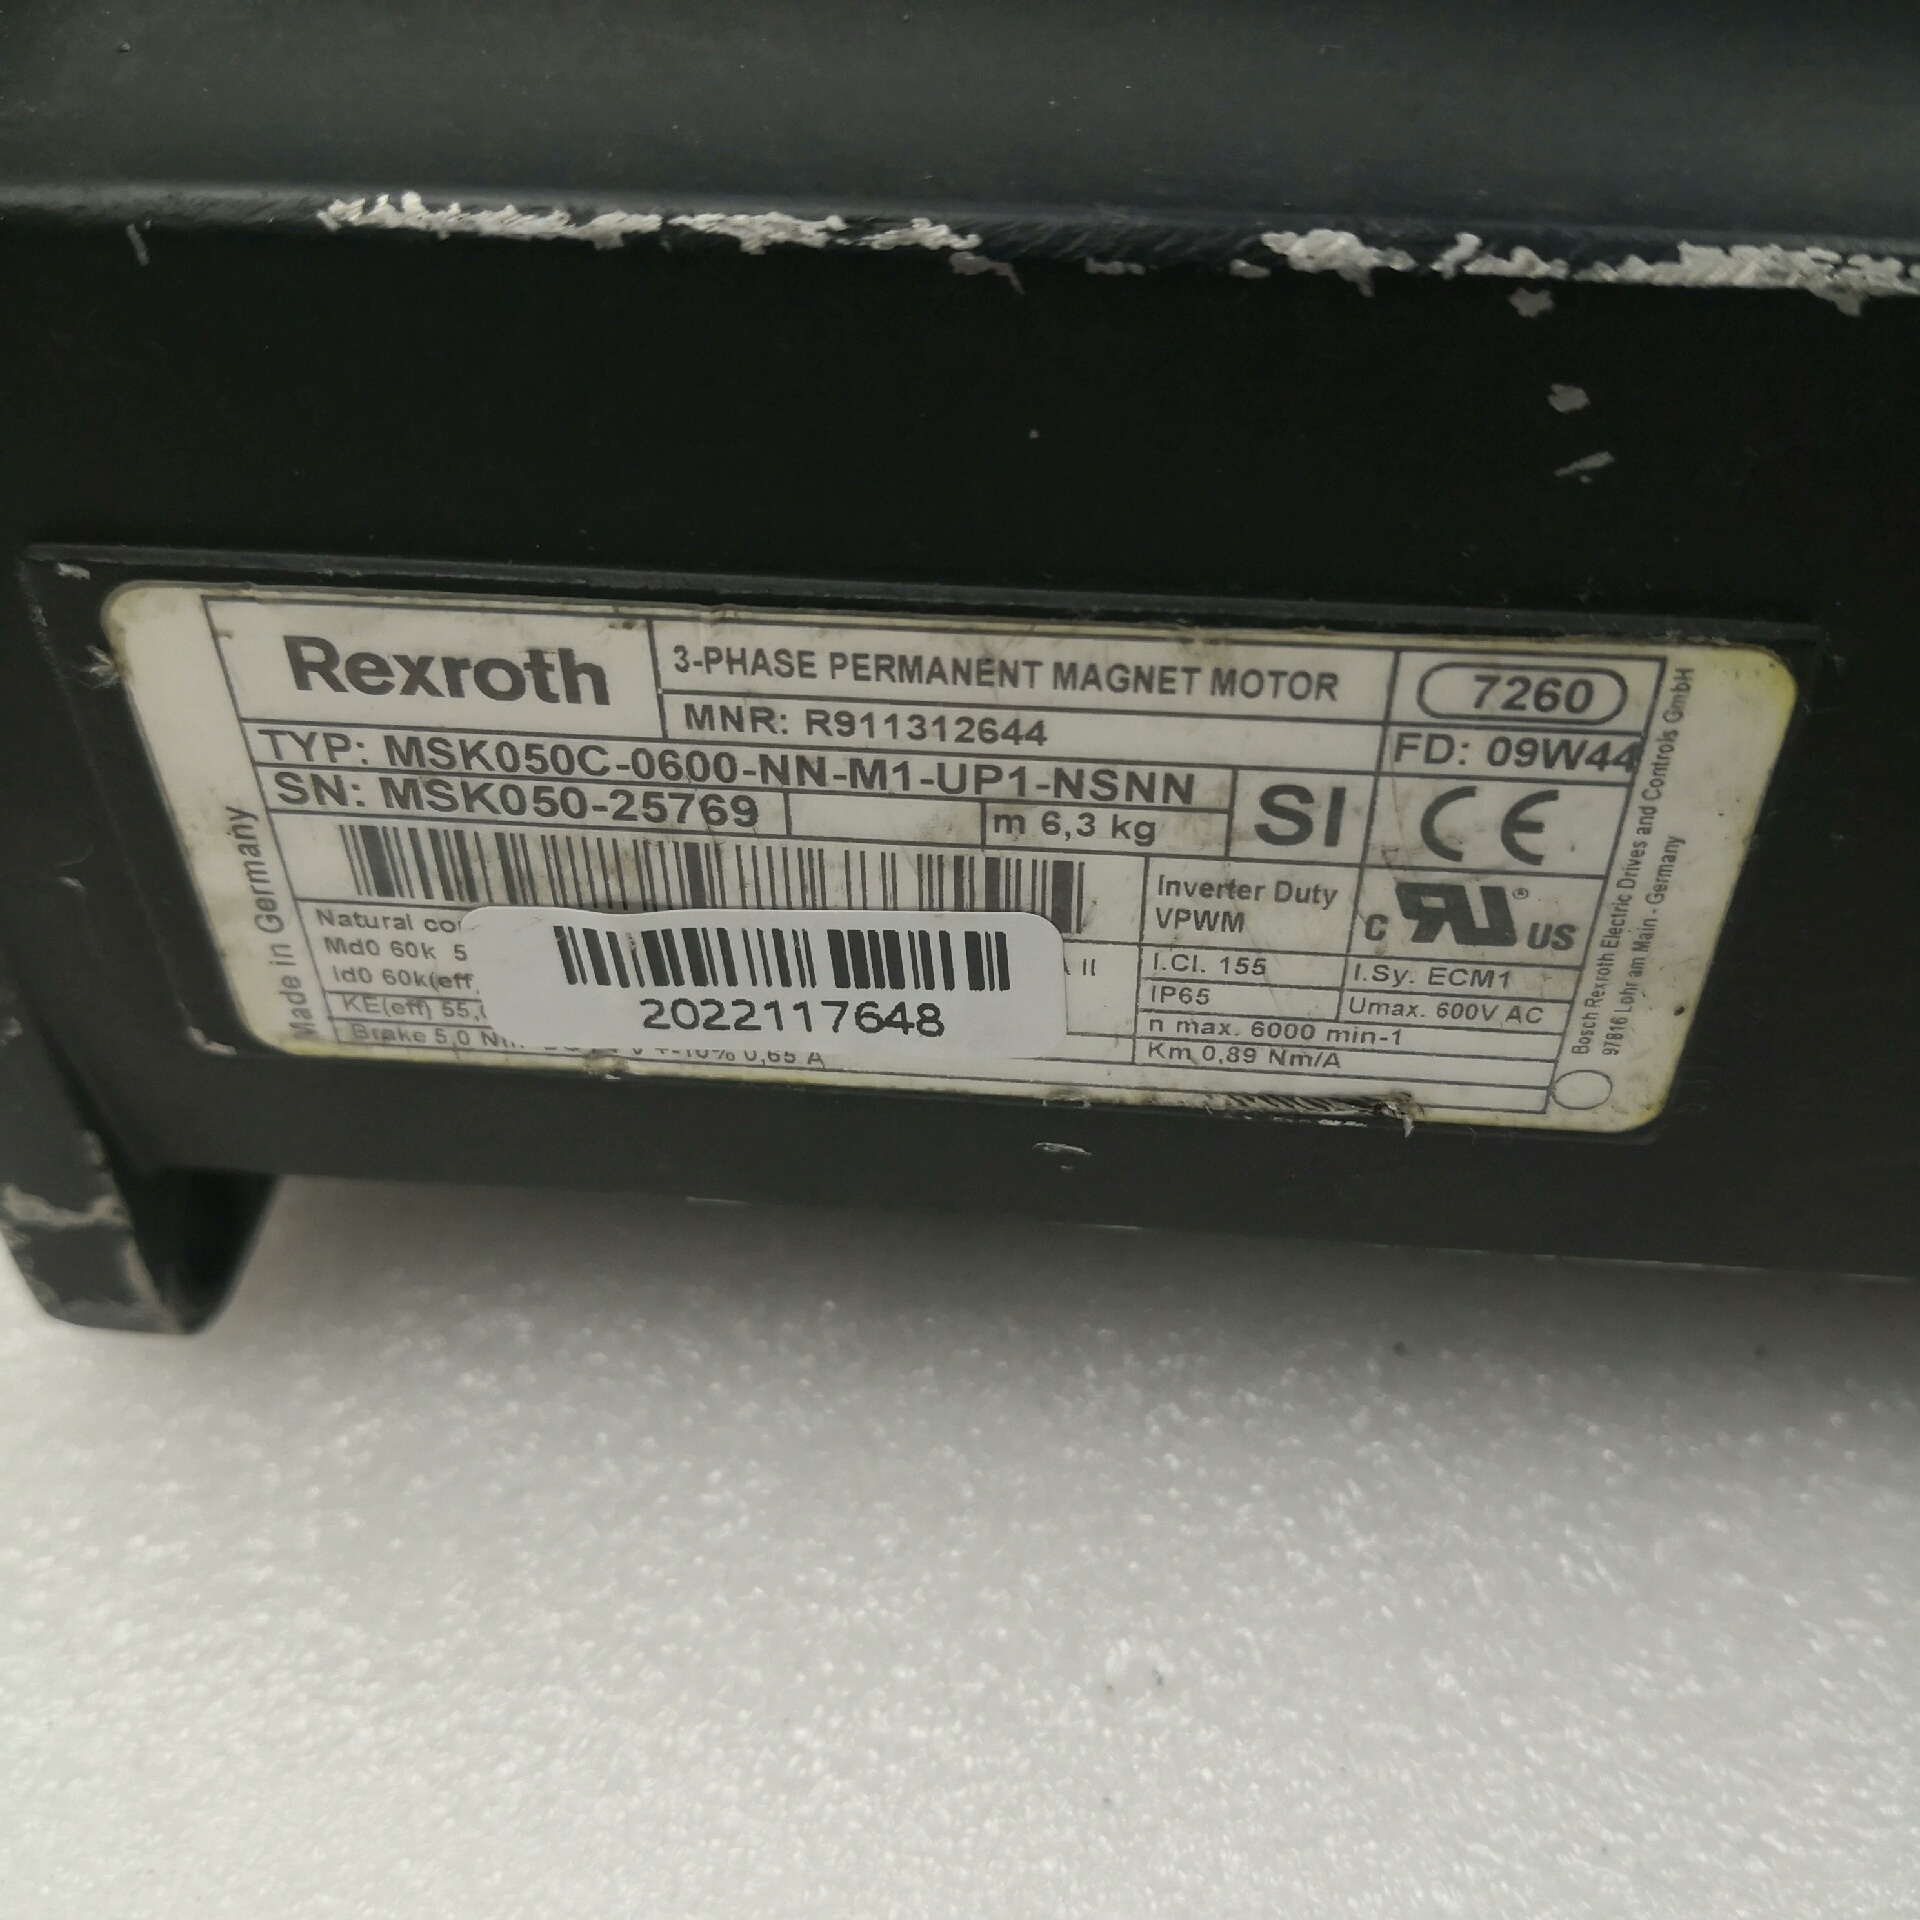 Rexroth
3-PHASE PERMANENT MAGNET MOTOR
7260
MNR: R911312644
FD: 09W44
TYP: MSK050C-0600-NN-M1-UP1-NSNN
SN: MSK050-25769
m 6,3 kg
SI
CE
Inverter Duty
VPWM
c RU ® US
Natural
Md0 60k 5
Id0 60k(eff)
KE(eff) 55,
Brake 5,0
+-10% 0,65 A
II
I.Cl. 155
I.Sy. ECM1
IP65
Umax. 600V AC
n max. 6000 min-1
Km 0,89 Nm/A
2022117648
Made in Germany
Bosch Rexroth Electric Drives and Controls GmbH
97816 Lohr am Main - Germany